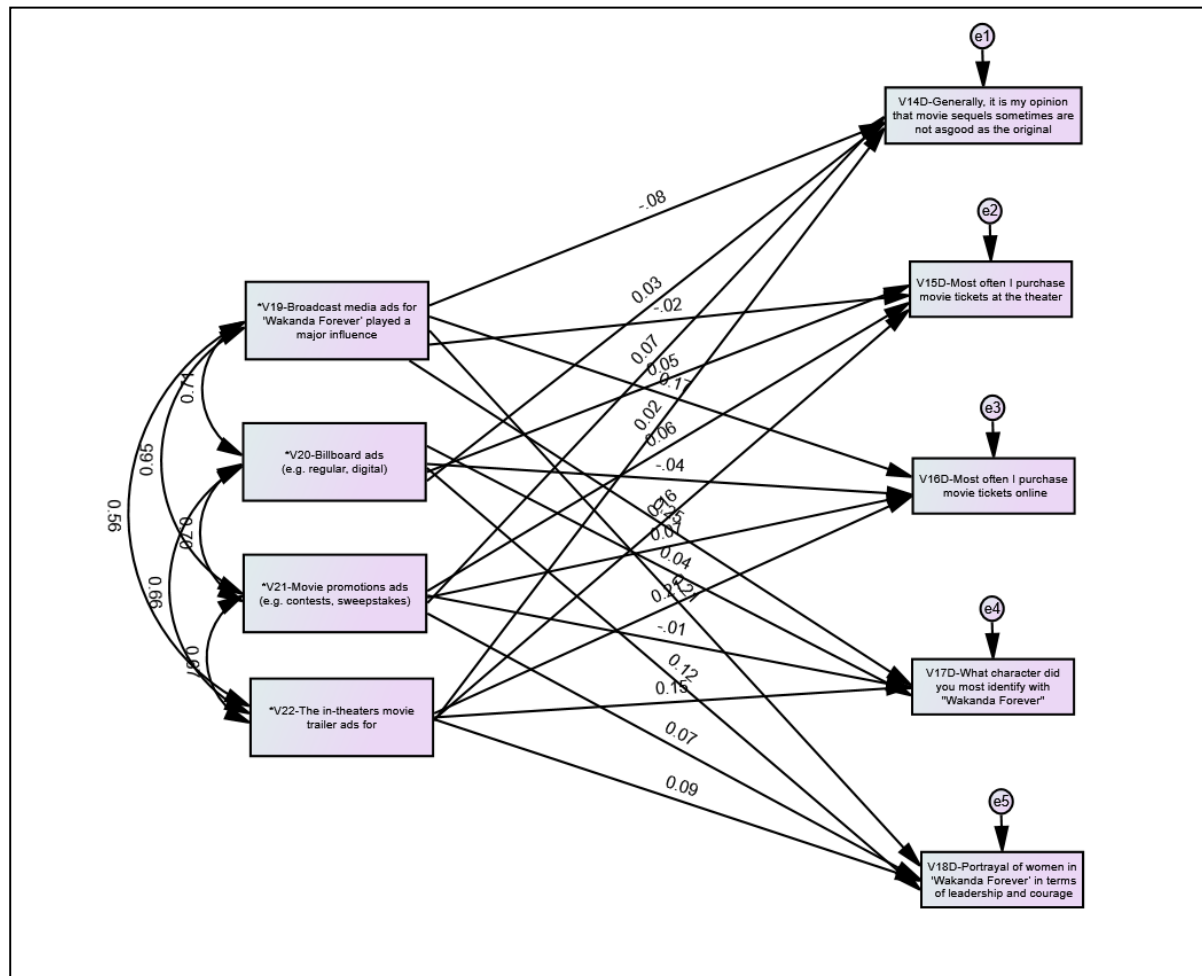 e1
V14D-Generally, it is my opinion
that movie sequels sometimes are
not asgood as the original
-.08
e2
V15D-Most often I purchase
movie tickets at the theater
*V19-Broadcast media ads for
'Wakanda Forever' played a
major influence
0.03
-.02
0.07
0.05
0.17
0.71
e3
V16D-Most often I purchase
movie tickets online
0.02
0.06
*V20-Billboard ads
(e.g. regular, digital)
0.65
-.04
0.56
0.70
0.16
0.25
0.07
0.04
*V21-Movie promotions ads
(e.g. contests, sweepstakes)
0.66
e4
V17D-What character did
you most identify with
"Wakanda Forever"
-.01
0.12
0.15
*V22-The in-theaters movie
trailer ads for
0.07
0.09
e5
V18D-Portrayal of women in
'Wakanda Forever' in terms
of leadership and courage